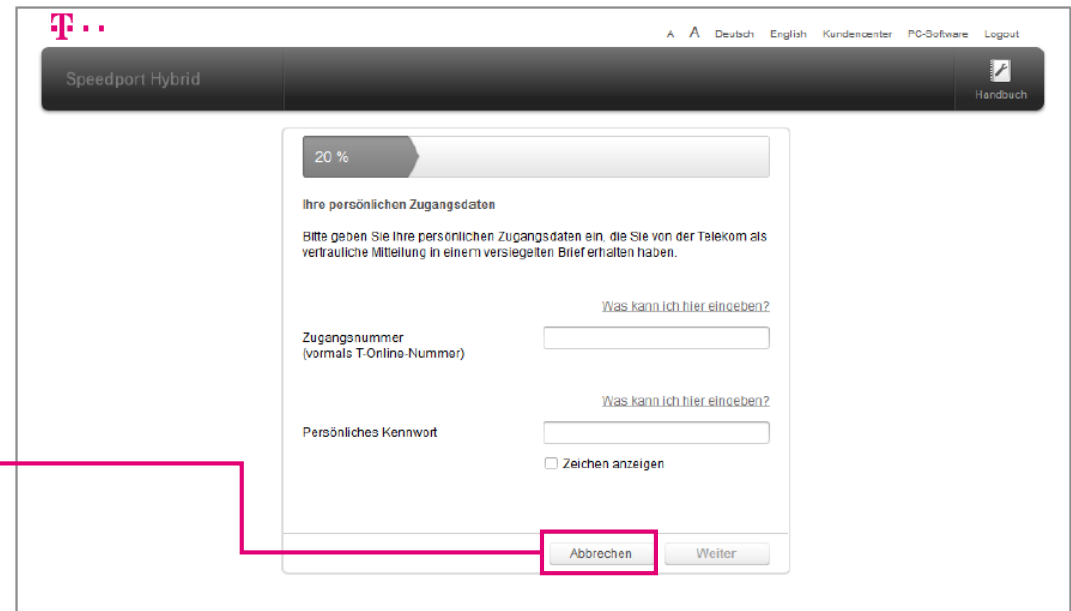 T
A A Deutsch English Kundencenter PC-Software Logout
Speedport Hybrid
Handbuch
20 %
Ihre persönlichen Zugangsdaten
Bitte geben Sie Ihre persönlichen Zugangsdaten ein, die Sie von der Telekom als
vertrauliche Mitteilung in einem versiegelten Brief erhalten haben.
Was kann ich hier eingeben?
Zugangsnummer
(vormals T-Online-Nummer)
Was kann ich hier eingeben?
Persönliches Kennwort
Zeichen anzeigen
Abbrechen Weiter